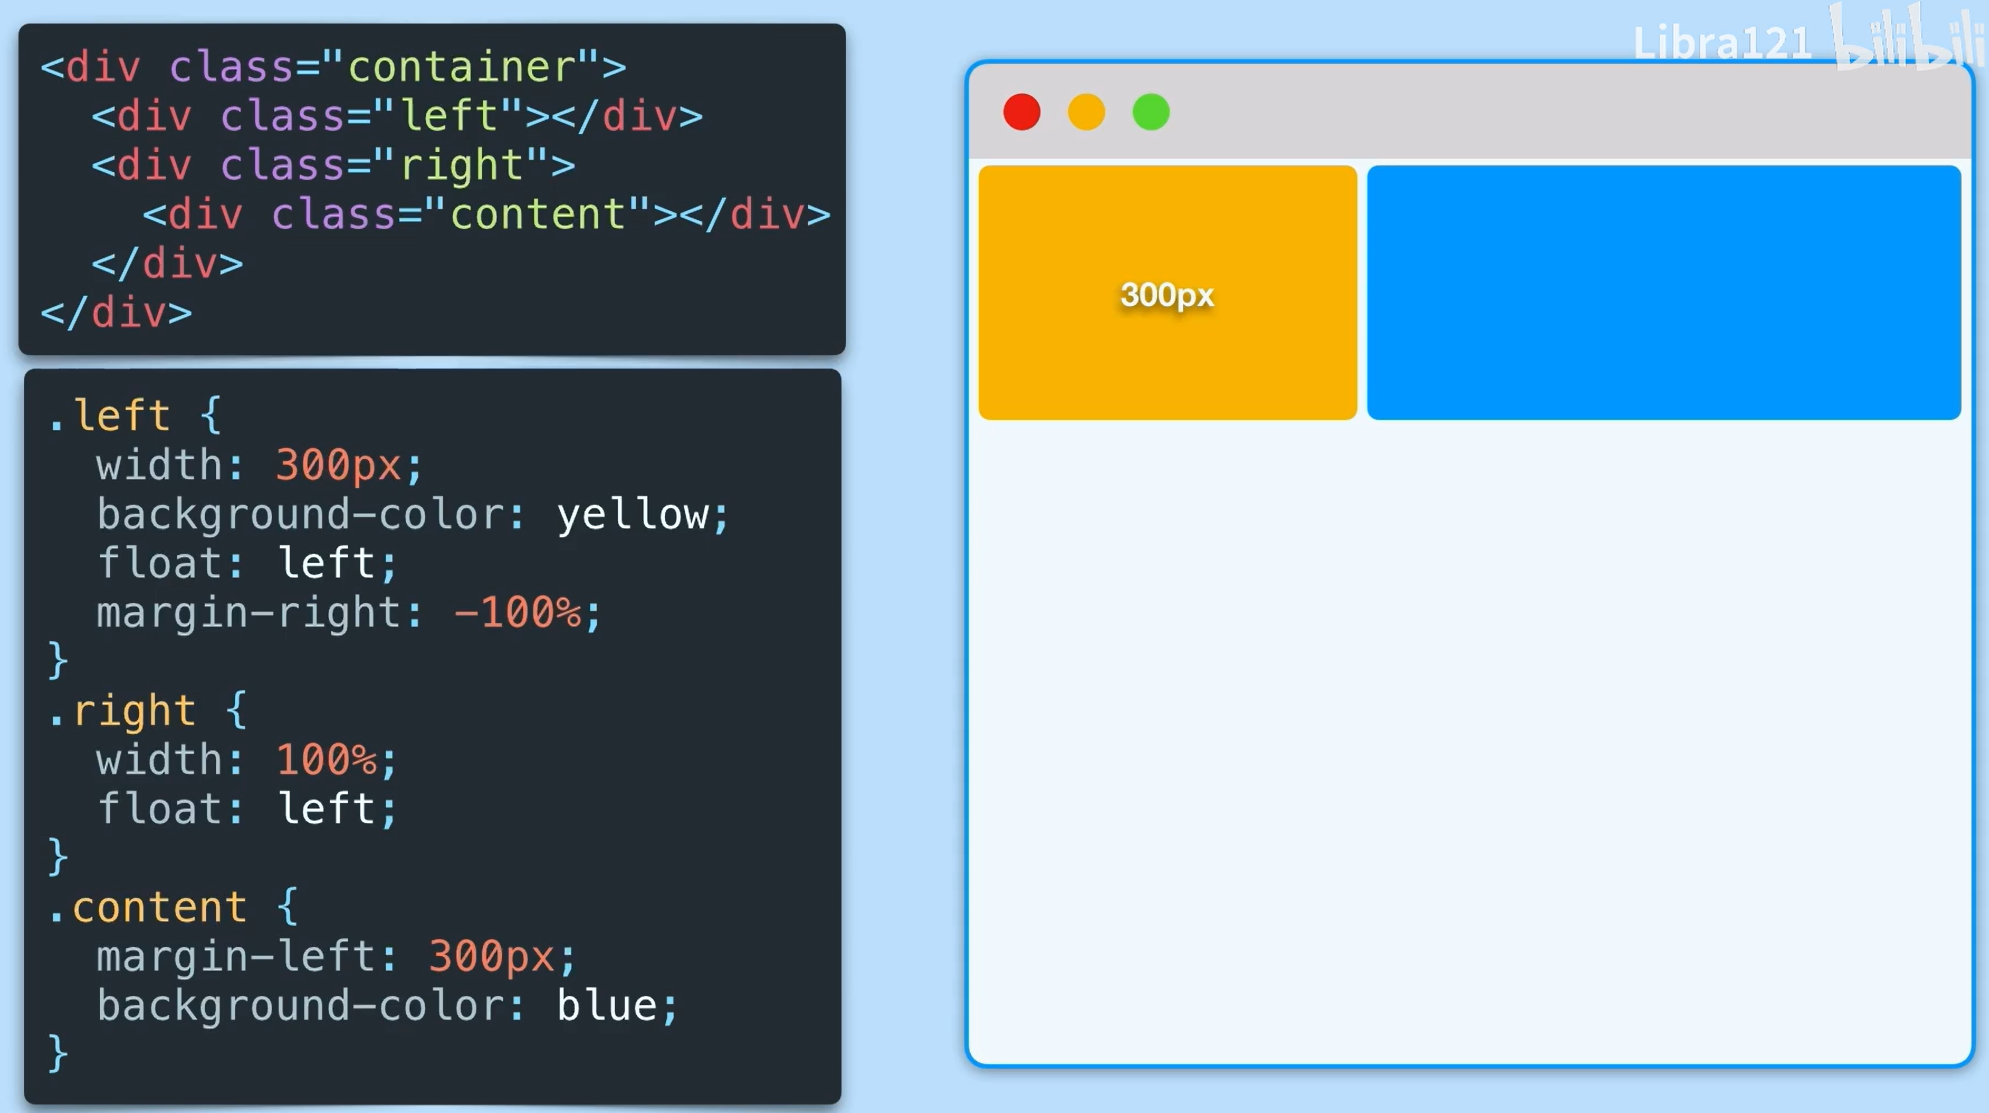 Libra121 bilibili
<div class="container">
  <div class="left"></div>
  <div class="right">
    <div class="content"></div>
  </div>
</div>
.left {
  width: 300px;
  background-color: yellow;
  float: left;
  margin-right: -100%;
}
.right {
  width: 100%;
  float: left;
}
.content {
  margin-left: 300px;
  background-color: blue;
}
300px